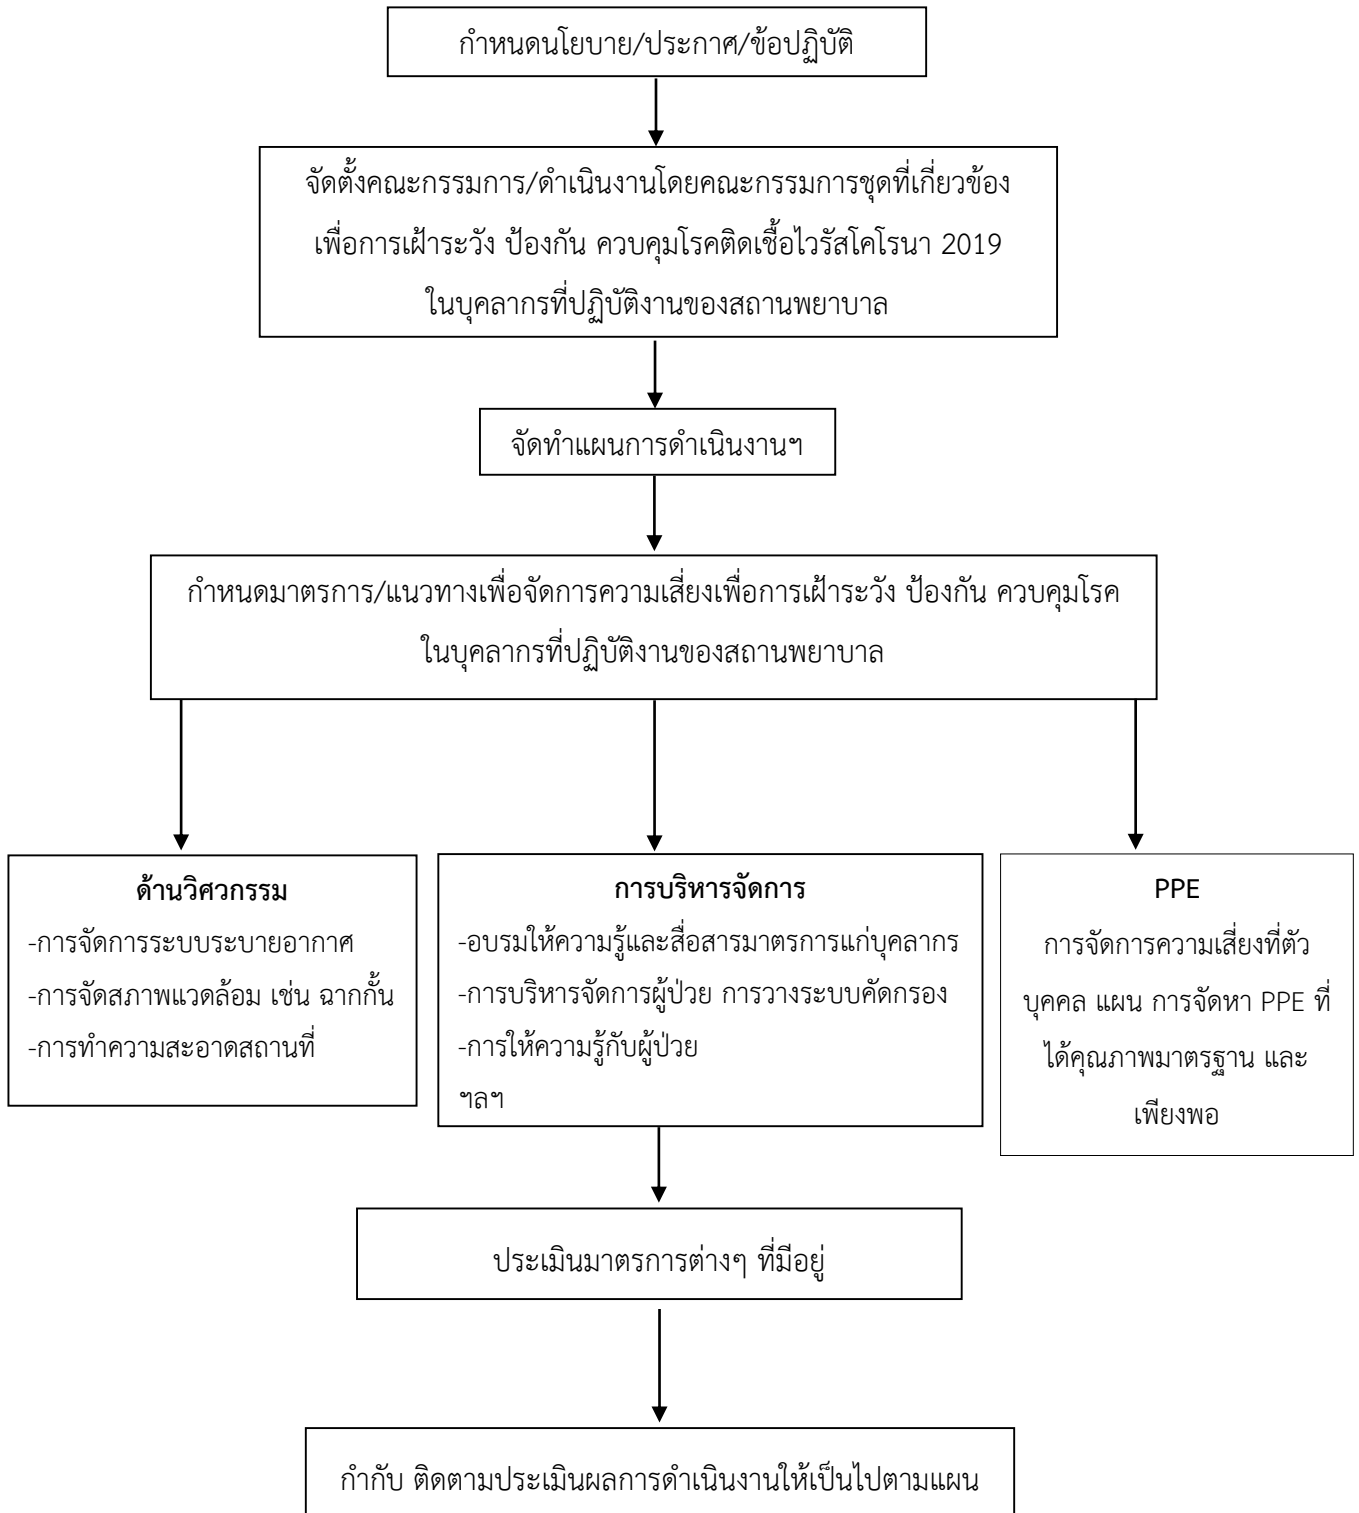 กำหนดนโยบาย/ประกาศ/ข้อปฏิบัติ
จัดตั้งคณะกรรมการ/ดำเนินงานโดยคณะกรรมการชุดที่เกี่ยวข้อง
เพื่อการเฝ้าระวัง ป้องกัน ควบคุมโรคติดเชื้อไวรัสโคโรนา 2019
ในบุคลากรที่ปฏิบัติงานของสถานพยาบาล
จัดทำแผนการดำเนินงานฯ
กำหนดมาตรการ/แนวทางเพื่อจัดการความเสี่ยงเพื่อการเฝ้าระวัง ป้องกัน ควบคุมโรค
ในบุคลากรที่ปฏิบัติงานของสถานพยาบาล
ด้านวิศวกรรม
-การจัดการระบบระบายอากาศ
-การจัดสภาพแวดล้อม เช่น ฉากกั้น
-การทำความสะอาดสถานที่
การบริหารจัดการ
-อบรมให้ความรู้และสื่อสารมาตรการแก่บุคลากร
-การบริหารจัดการผู้ป่วย การวางระบบคัดกรอง
-การให้ความรู้กับผู้ป่วย
ฯลฯ
PPE
การจัดการความเสี่ยงที่ตัว
บุคคล แผน การจัดหา PPE ที่
ได้คุณภาพมาตรฐาน และ
เพียงพอ
ประเมินมาตรการต่างๆ ที่มีอยู่
กำกับ ติดตามประเมินผลการดำเนินงานให้เป็นไปตามแผน